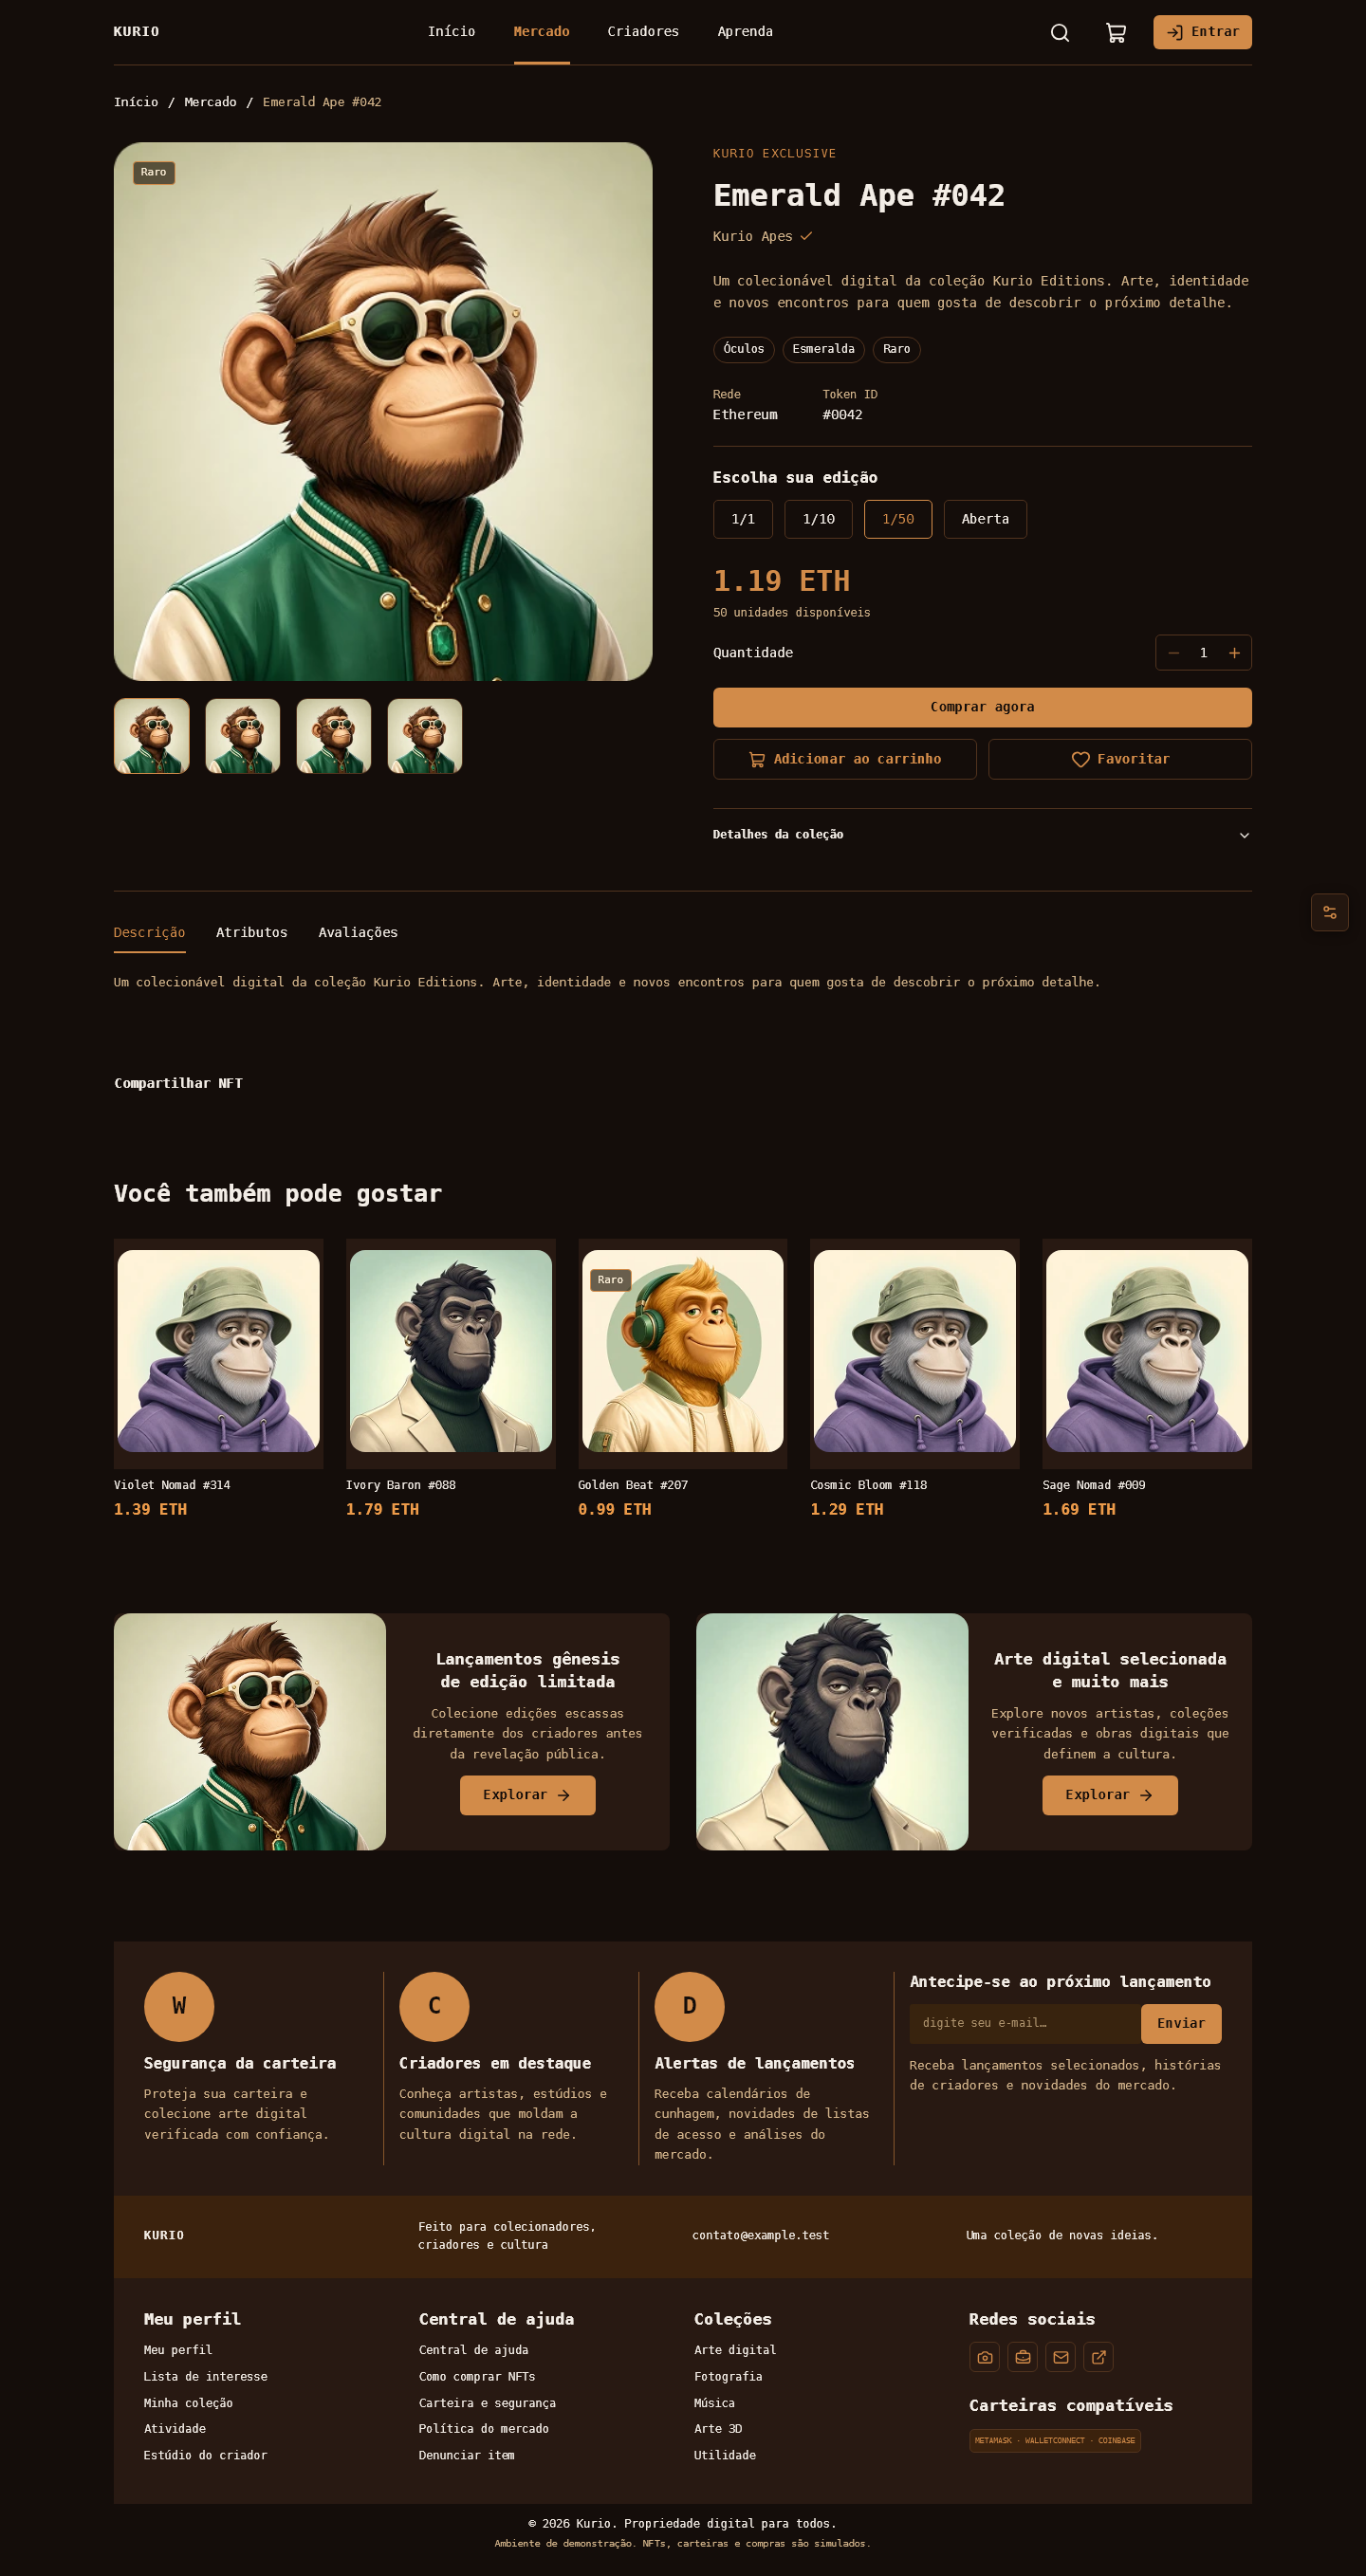 KURIO
Início
Mercado
Criadores
Aprenda
Entrar
Início / Mercado / Emerald Ape #042
Raro
KURIO EXCLUSIVE
Emerald Ape #042
Kurio Apes
Um colecionável digital da coleção Kurio Editions. Arte, identidade
e novos encontros para quem gosta de descobrir o próximo detalhe.
Óculos
Esmeralda
Raro
Rede
Token ID
Ethereum
#0042
Escolha sua edição
1/1
1/10
1/50
Aberta
1.19 ETH
50 unidades disponíveis
Quantidade
1
Comprar agora
Adicionar ao carrinho
Favoritar
Detalhes da coleção
Descrição
Atributos
Avaliações
Um colecionável digital da coleção Kurio Editions. Arte, identidade e novos encontros para quem gosta de descobrir o próximo detalhe.
Compartilhar NFT
Você também pode gostar
Raro
Violet Nomad #314
1.39 ETH
Ivory Baron #088
1.79 ETH
Golden Beat #207
0.99 ETH
Cosmic Bloom #118
1.29 ETH
Sage Nomad #009
1.69 ETH
Lançamentos gênesis
de edição limitada
Colecione edições escassas
diretamente dos criadores antes
da revelação pública.
Explorar
Arte digital selecionada
e muito mais
Explore novos artistas, coleções
verificadas e obras digitais que
definem a cultura.
Explorar
W
Segurança da carteira
Proteja sua carteira e
colecione arte digital
verificada com confiança.
C
Criadores em destaque
Conheça artistas, estúdios e
comunidades que moldam a
cultura digital na rede.
D
Alertas de lançamentos
Receba calendários de
cunhagem, novidades de listas
de acesso e análises do
mercado.
Antecipe-se ao próximo lançamento
digite seu e-mail…
Enviar
Receba lançamentos selecionados, histórias
de criadores e novidades do mercado.
KURIO
Feito para colecionadores,
criadores e cultura
contato@example.test
Uma coleção de novas ideias.
Meu perfil
Meu perfil
Lista de interesse
Minha coleção
Atividade
Estúdio do criador
Central de ajuda
Central de ajuda
Como comprar NFTs
Carteira e segurança
Política do mercado
Denunciar item
Coleções
Arte digital
Fotografia
Música
Arte 3D
Utilidade
Redes sociais
Carteiras compatíveis
METAMASK · WALLETCONNECT · COINBASE
© 2026 Kurio. Propriedade digital para todos.
Ambiente de demonstração. NFTs, carteiras e compras são simulados.